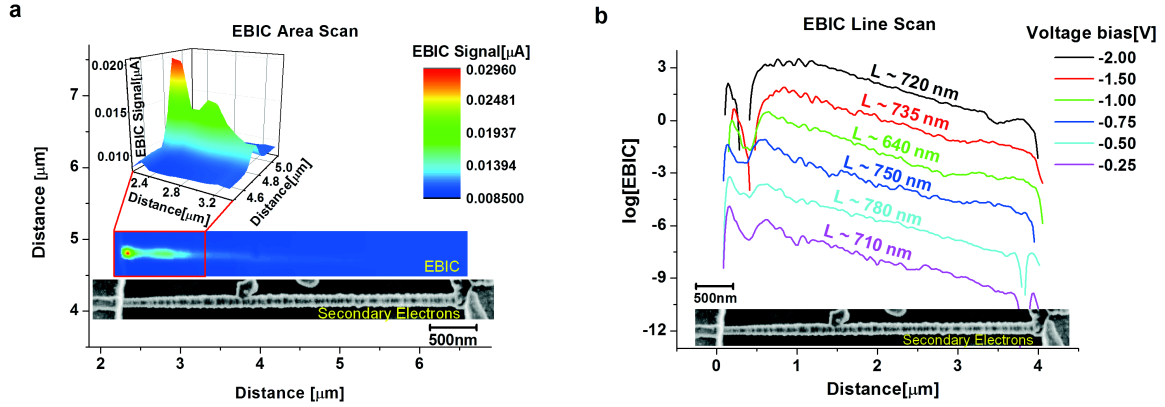 a
EBIC Area Scan
EBIC Signal[μA]
0.02960
0.02481
0.01937
0.01394
0.008500
EBIC Signal[μA]
0.020
0.015
0.010
2.4
2.8
3.2
Distance[μm]
4.6
4.8
5.0
Distance[μm]
Distance [μm]
7
6
5
4
EBIC
Secondary Electrons
500nm
2 3 4 5 6
Distance [μm]
b
EBIC Line Scan
Voltage bias[V]
-2.00
-1.50
-1.00
-0.75
-0.50
-0.25
log[EBIC]
3
0
-3
-6
-9
-12
L ~ 720 nm
L ~ 735 nm
L ~ 640 nm
L ~ 750 nm
L ~ 780 nm
L ~ 710 nm
500nm
Secondary Electrons
0 1 2 3 4
Distance[μm]